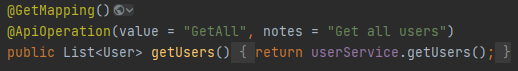 @GetMapping()
@ApiOperation(value = "GetAll", notes = "Get all users")
public List<User> getUsers() { return userService.getUsers(); }